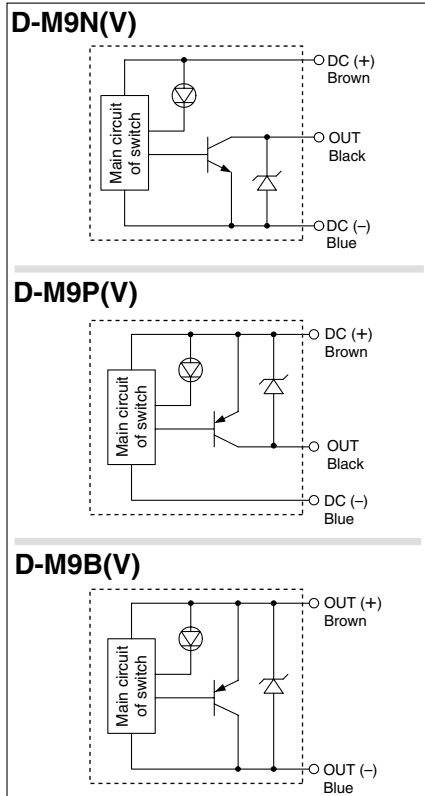 D-M9N(V)
DC (+)
Brown
Main circuit
of switch
OUT
Black
DC (–)
Blue
D-M9P(V)
DC (+)
Brown
Main circuit
of switch
OUT
Black
DC (–)
Blue
D-M9B(V)
OUT (+)
Brown
Main circuit
of switch
OUT (–)
Blue